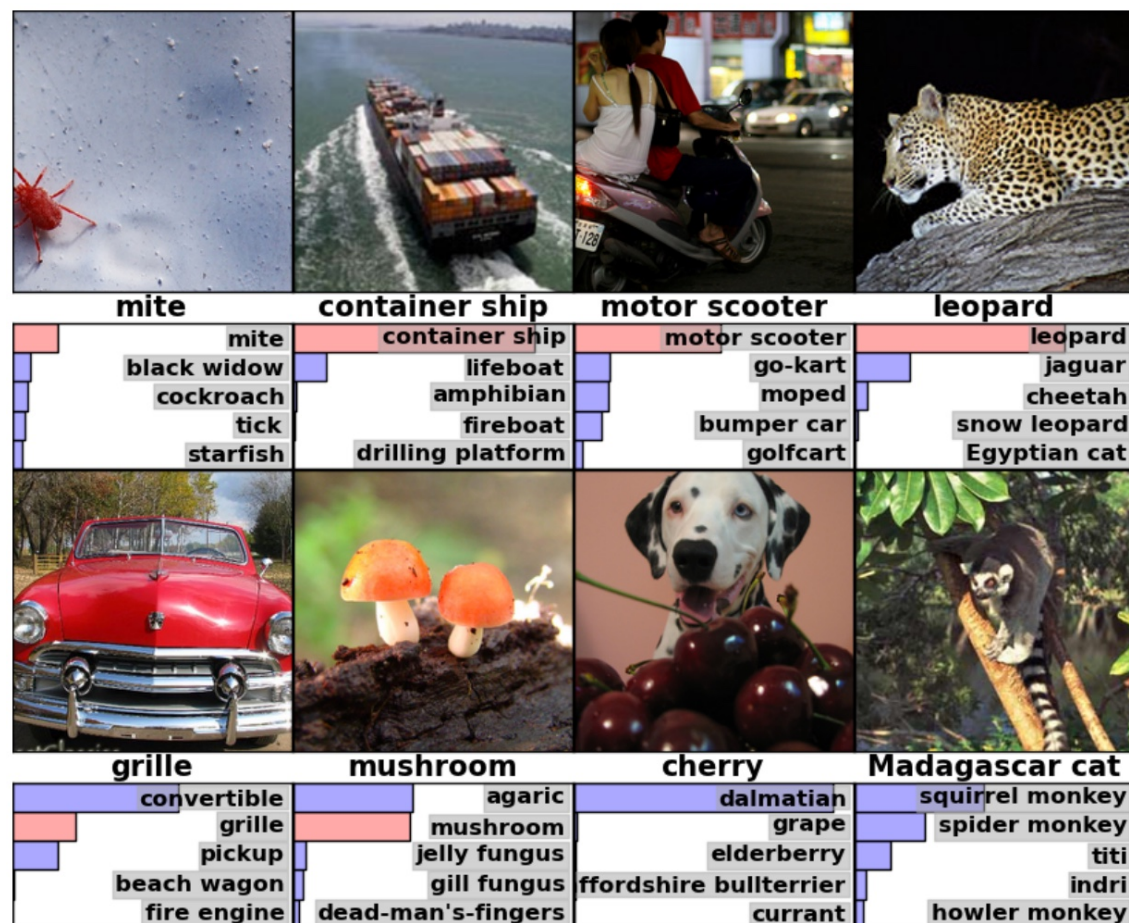 T-128
mite
container ship
motor scooter
leopard
mite
black widow
cockroach
tick
starfish
container ship
lifeboat
amphibian
fireboat
drilling platform
motor scooter
go-kart
moped
bumper car
golfcart
leopard
jaguar
cheetah
snow leopard
Egyptian cat
grille
mushroom
cherry
Madagascar cat
convertible
grille
pickup
beach wagon
fire engine
agaric
mushroom
jelly fungus
gill fungus
dead-man's-fingers
dalmatian
grape
elderberry
ffordshire bullterrier
currant
squirrel monkey
spider monkey
titi
indri
howler monkey